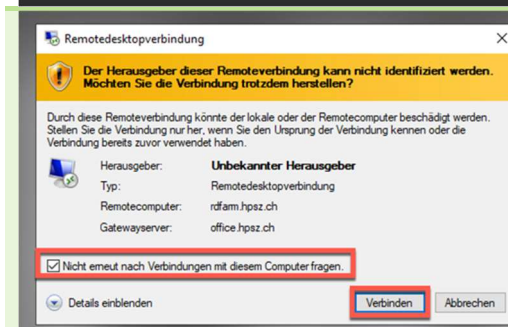 Remotedesktopverbindung
Der Herausgeber dieser Remoteverbindung kann nicht identifiziert werden.
Möchten Sie die Verbindung trotzdem herstellen?
Durch diese Remoteverbindung könnte der lokale oder der Remotecomputer beschädigt werden.
Stellen Sie die Verbindung nur her, wenn Sie den Ursprung der Verbindung kennen oder die
Verbindung bereits zuvor verwendet haben.
Herausgeber: Unbekannter Herausgeber
Typ: Remotedesktopverbindung
Remotecomputer: rdfarm.hpsz.ch
Gatewayserver: office.hpsz.ch
Nicht erneut nach Verbindungen mit diesem Computer fragen.
Details einblenden Verbinden Abbrechen